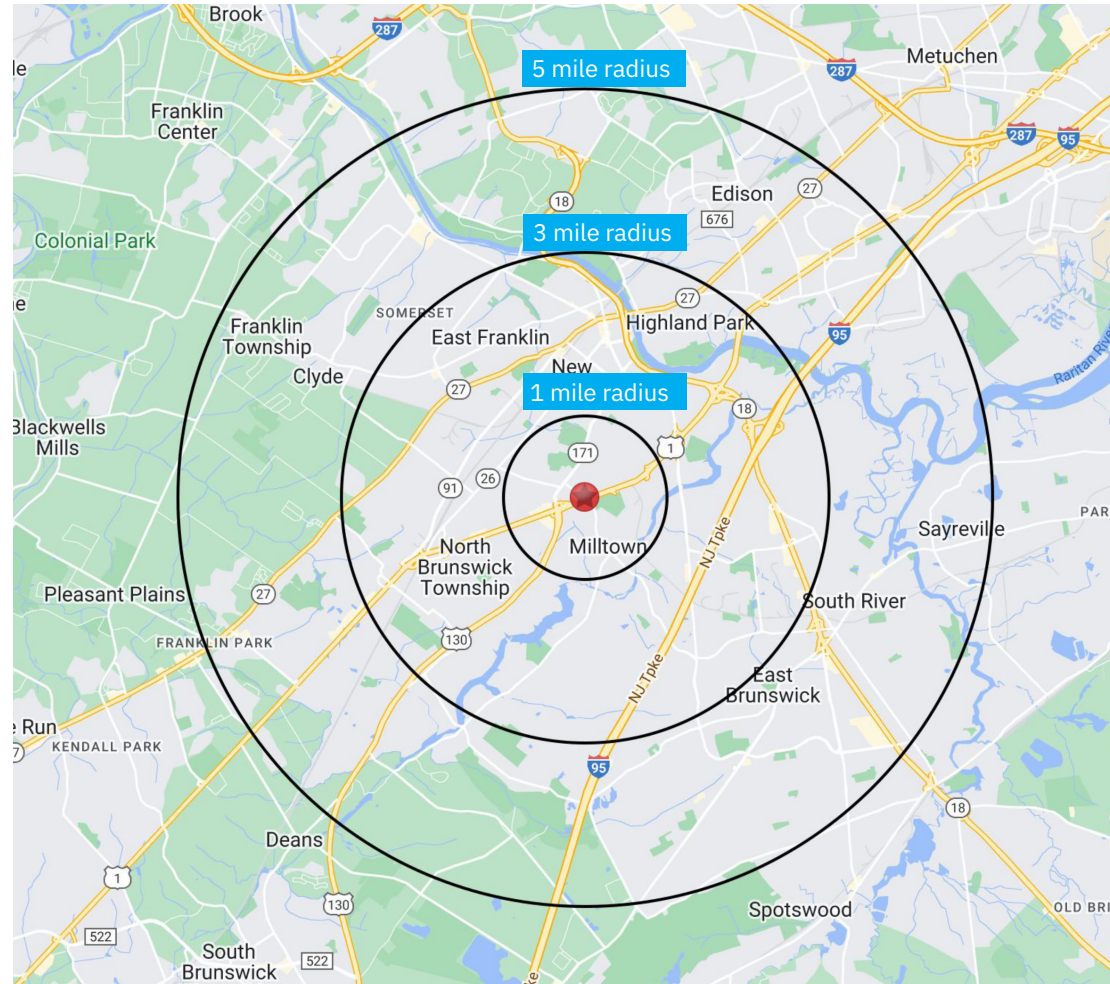 Brook
287
5 mile radius
Metuchen
le
287
Franklin
Center
287
95
27
Edison
18
676
3 mile radius
Colonial Park
27
e
SOMERSET
Highland Park
Franklin
Township
East Franklin
95
Raritan River
Clyde
New
27
1 mile radius
18
Blackwells
Mills
1
171
26
91
PAR
Sayreville
NJ Tpke
North
Brunswick
Township
Milltown
Pleasant Plains
27
South River
FRANKLIN PARK
130
NJ Tpke
East
Brunswick
e Run
KENDALL PARK
7
95
18
Deans
1
130
Spotswood
OLD BRI
522
South
Brunswick
522